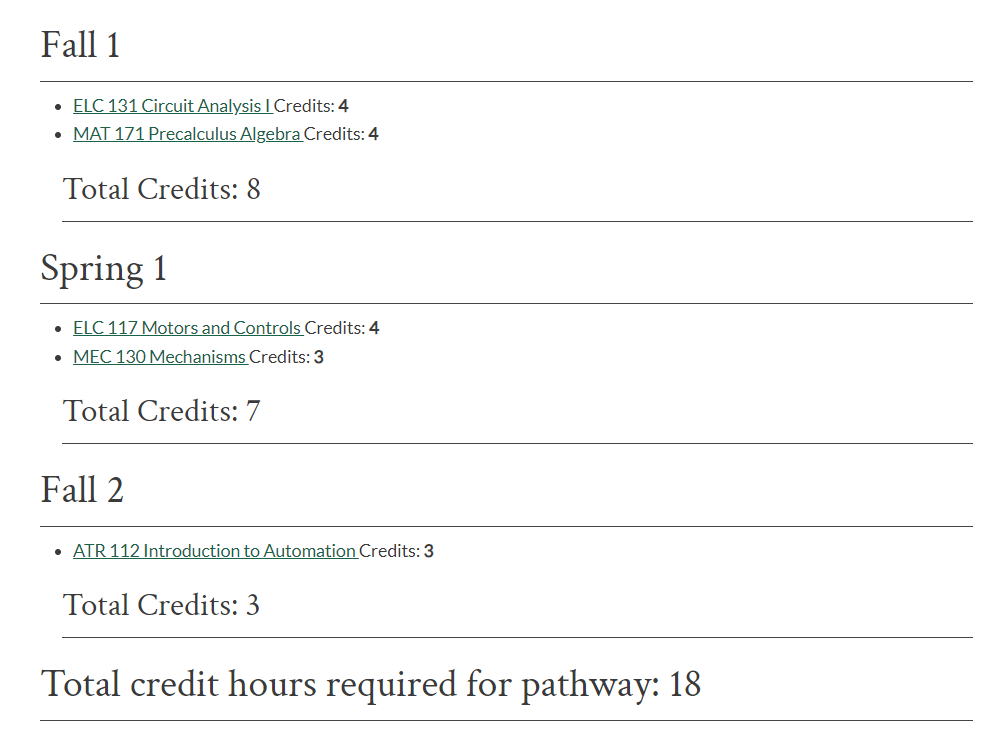 Fall 1
• ELC 131 Circuit Analysis I Credits: 4
• MAT 171 Precalculus Algebra Credits: 4
Total Credits: 8
Spring 1
• ELC 117 Motors and Controls Credits: 4
• MEC 130 Mechanisms Credits: 3
Total Credits: 7
Fall 2
• ATR 112 Introduction to Automation Credits: 3
Total Credits: 3
Total credit hours required for pathway: 18